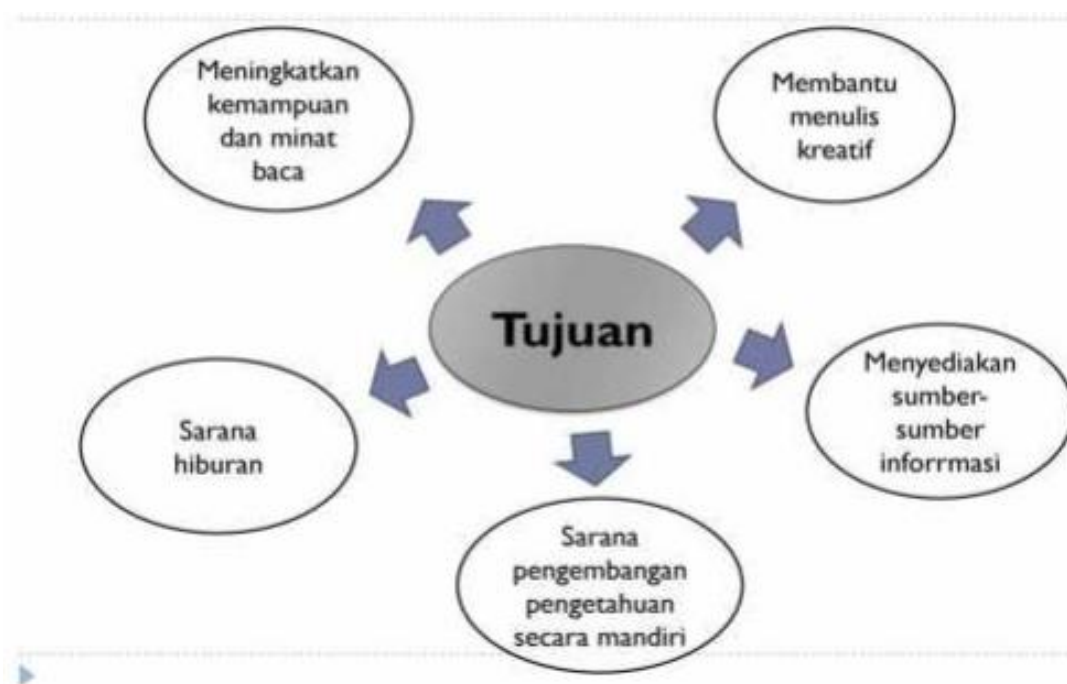 Meningkatkan
kemampuan
dan minat
baca
Membantu
menulis
kreatif
Tujuan
Menyediakan
sumber-
sumber
inforrmasi
Sarana
hiburan
Sarana
pengembangan
pengetahuan
secara mandiri